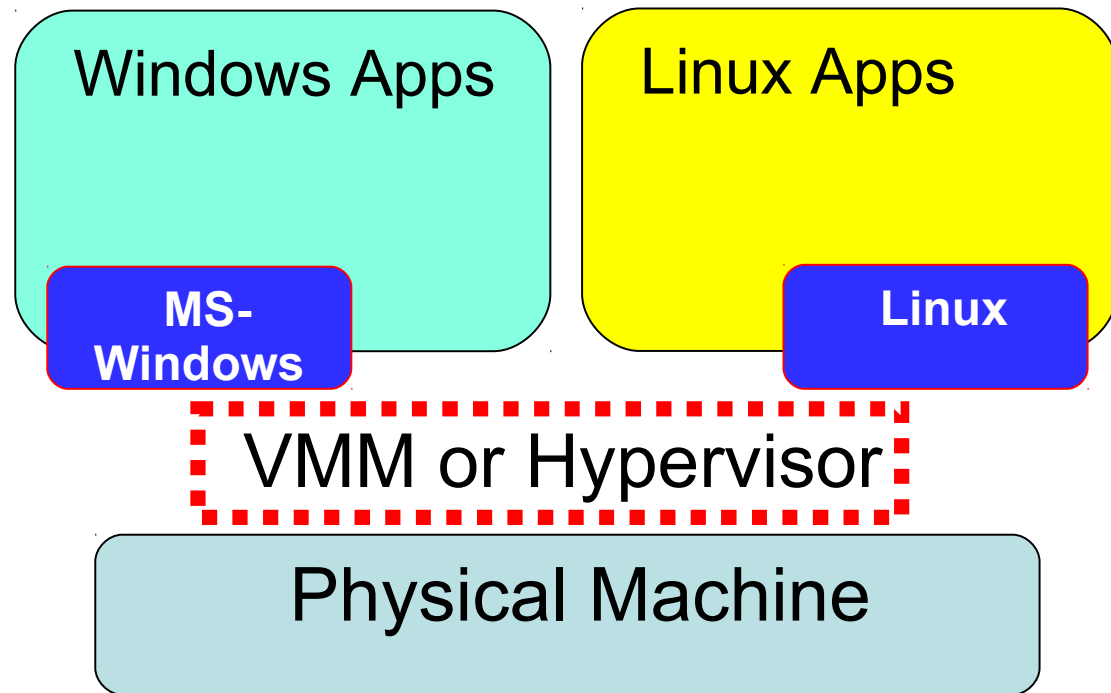 Windows Apps
Linux Apps
MS-
Windows
Linux
VMM or Hypervisor
Physical Machine